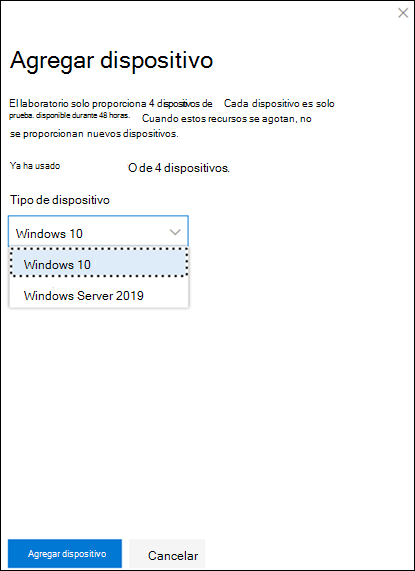 Agregar dispositivo
El laboratorio solo proporciona 4 dispositivos de Cada dispositivo es solo
prueba. disponible durante 48 horas. Cuando estos recursos se agotan, no
se proporcionan nuevos dispositivos.
Ya ha usado O de 4 dispositivos.
Tipo de dispositivo
Windows 10
Windows 10
Windows Server 2019
Agregar dispositivo Cancelar